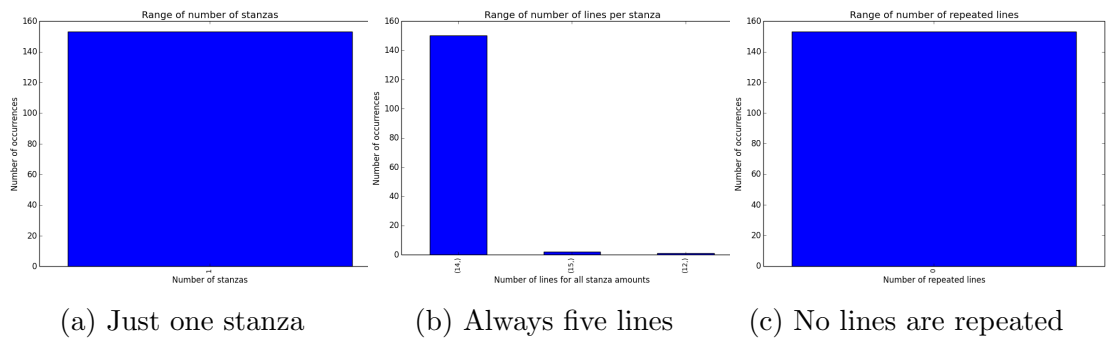 Range of number of stanzas
160
140
120
100
80
60
40
20
0
Number of occurrences
1
Number of stanzas
(a) Just one stanza
Range of number of lines per stanza
160
140
120
100
80
60
40
20
0
Number of occurrences
(14,)
(15,)
(12,)
Number of lines for all stanza amounts
(b) Always five lines
Range of number of repeated lines
160
140
120
100
80
60
40
20
0
Number of occurrences
0
Number of repeated lines
(c) No lines are repeated